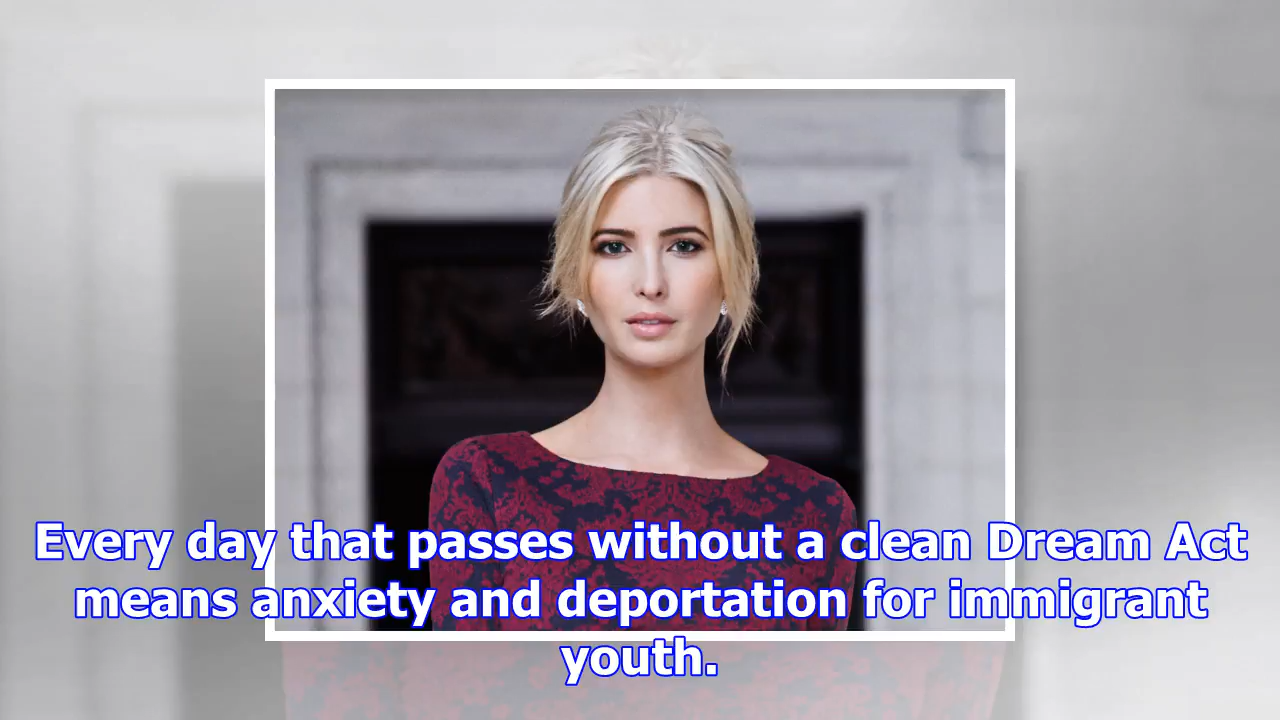 Every day that passes without a clean Dream Act
means anxiety and deportation for immigrant
youth.